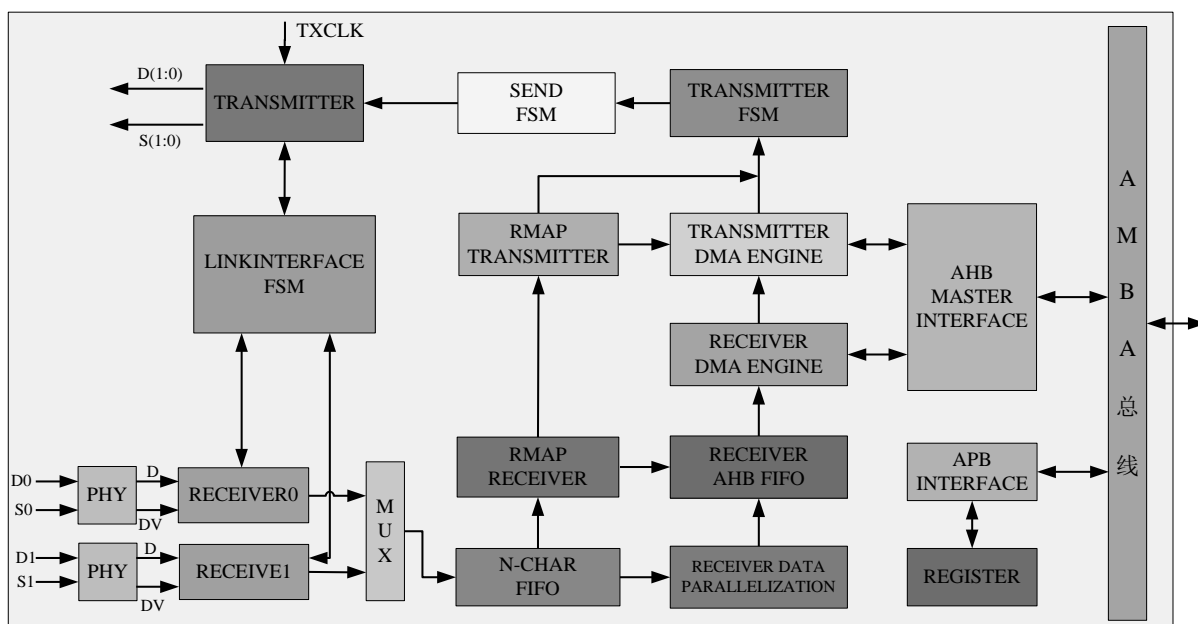 TXCLK
D(1:0)
S(1:0)
TRANSMITTER
SEND
FSM
TRANSMITTER
FSM
LINKINTERFACE
FSM
RMAP
TRANSMITTER
TRANSMITTER
DMA ENGINE
AHB
MASTER
INTERFACE
RECEIVER
DMA ENGINE
D0
S0
PHY
D
DV
RECEIVER0
D1
S1
PHY
D
DV
RECEIVE1
M
U
X
RMAP
RECEIVER
RECEIVER
AHB FIFO
N-CHAR
FIFO
RECEIVER DATA
PARALLELIZATION
APB
INTERFACE
REGISTER
A
M
B
A
总
线